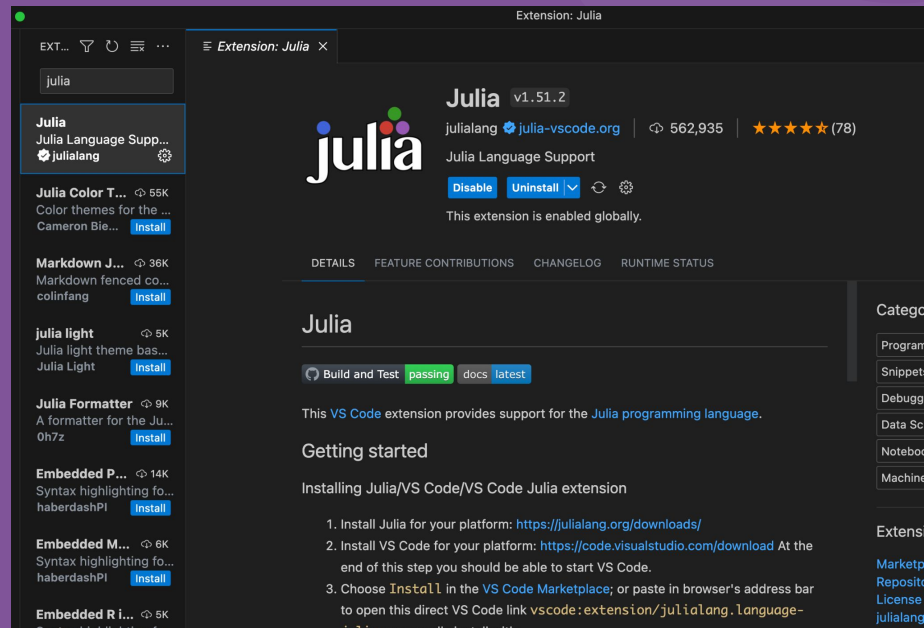 Extension: Julia
EXT...
Extension: Julia
julia
Julia
Julia Language Supp...
julialang
Julia Color T... 55K
Color themes for the ...
Cameron Bie... Install
Markdown J... 36K
Markdown fenced co...
colinfang Install
julia light 5K
Julia light theme bas...
Julia Light Install
Julia Formatter 9K
A formatter for the Ju...
0h7z Install
Embedded P... 14K
Syntax highlighting fo...
haberdashPI Install
Embedded M... 6K
Syntax highlighting fo...
haberdashPI Install
Embedded R i... 5K
julia
Julia v1.51.2
julialang julia-vscode.org 562,935 (78)
Julia Language Support
Disable Uninstall
This extension is enabled globally.
DETAILS FEATURE CONTRIBUTIONS CHANGELOG RUNTIME STATUS
Julia
Build and Test passing docs latest
This VS Code extension provides support for the Julia programming language.
Getting started
Installing Julia/VS Code/VS Code Julia extension
1. Install Julia for your platform: https://julialang.org/downloads/
2. Install VS Code for your platform: https://code.visualstudio.com/download At the
end of this step you should be able to start VS Code.
3. Choose Install in the VS Code Marketplace; or paste in browser's address bar
to open this direct VS Code link vscode:extension/julialang.language-
Catego
Program
Snippets
Debugg
Data Sc
Notebo
Machine
Extensi
Marketp
Reposito
License
julialang